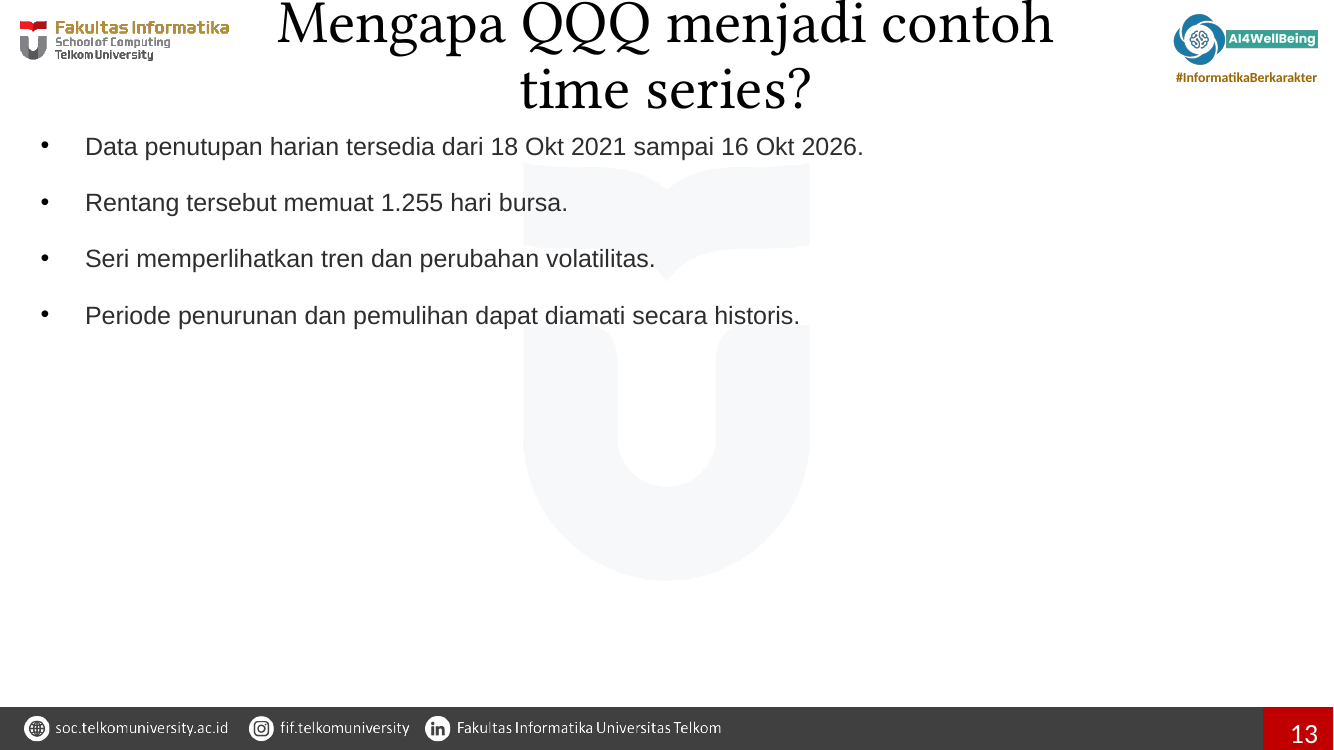 Fakultas Informatika
School of Computing
Telkom University
Mengapa QQQ menjadi contoh
time series?
AI4WellBeing
#InformatikaBerkarakter
• Data penutupan harian tersedia dari 18 Okt 2021 sampai 16 Okt 2026.
• Rentang tersebut memuat 1.255 hari bursa.
• Seri memperlihatkan tren dan perubahan volatilitas.
• Periode penurunan dan pemulihan dapat diamati secara historis.
soc.telkomuniversity.ac.id fif.telkomuniversity Fakultas Informatika Universitas Telkom
13